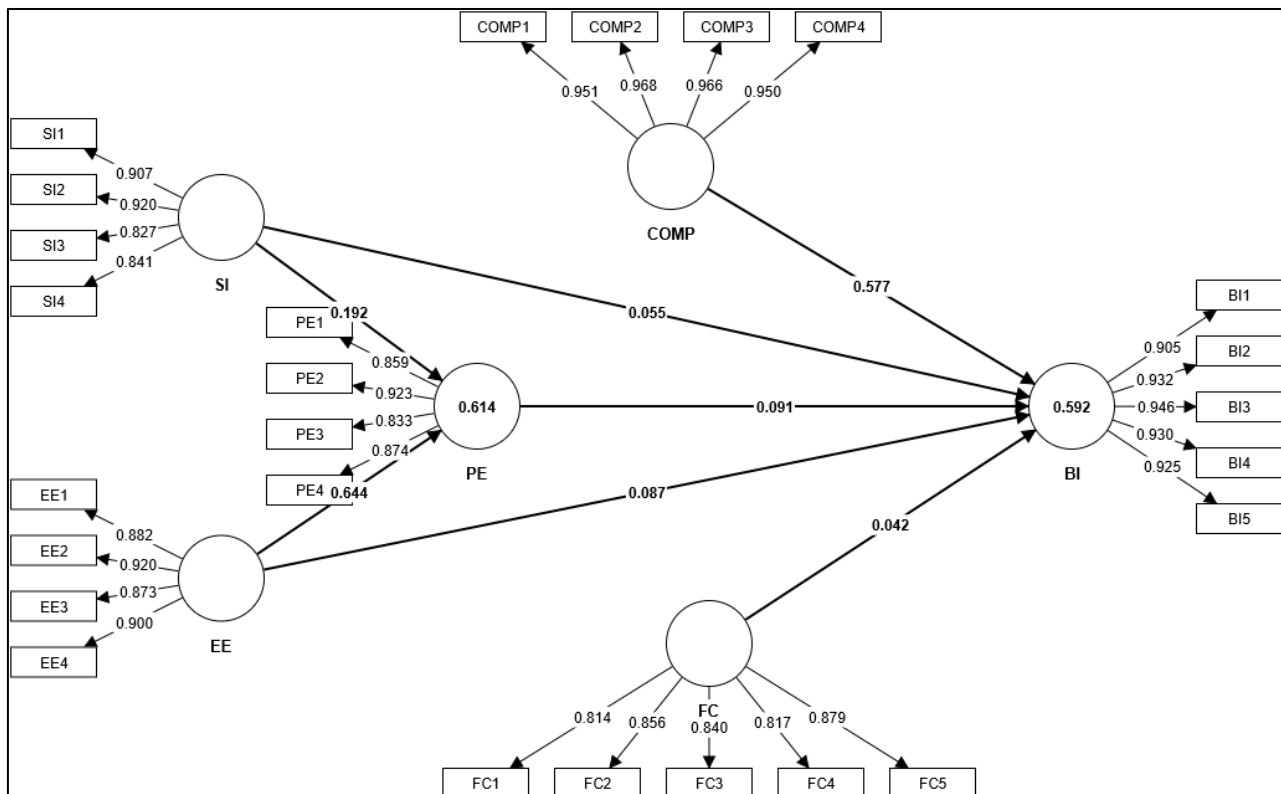 COMP1 COMP2 COMP3 COMP4
0.951 0.968 0.966 0.950
COMP
SI1
SI2
SI3
SI4
0.907
0.920
0.827
0.841
SI
0.192
0.055
0.577
PE1
PE2
PE3
PE4
0.859
0.923
0.833
0.874
0.614
PE
0.644
0.091
0.087
0.042
EE1
EE2
EE3
EE4
0.882
0.920
0.873
0.900
EE
0.592
BI
0.905
0.932
0.946
0.930
0.925
BI1
BI2
BI3
BI4
BI5
FC
0.814 0.856 0.840 0.817 0.879
FC1 FC2 FC3 FC4 FC5